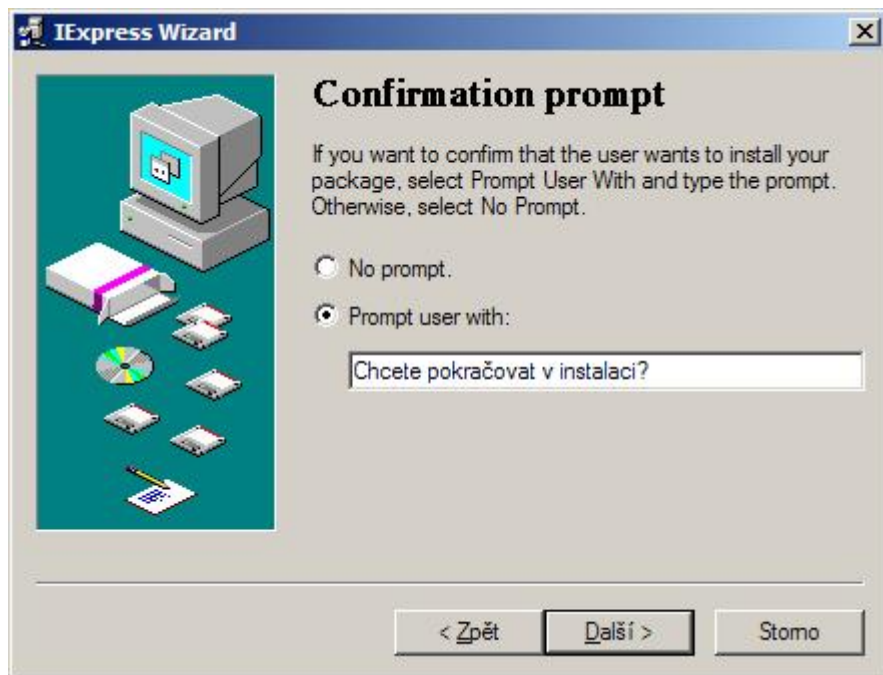 IExpress Wizard
Confirmation prompt
If you want to confirm that the user wants to install your
package, select Prompt User With and type the prompt.
Otherwise, select No Prompt.
No prompt.
Prompt user with:
Chcete pokračovat v instalaci?
< Zpět Další > Storno